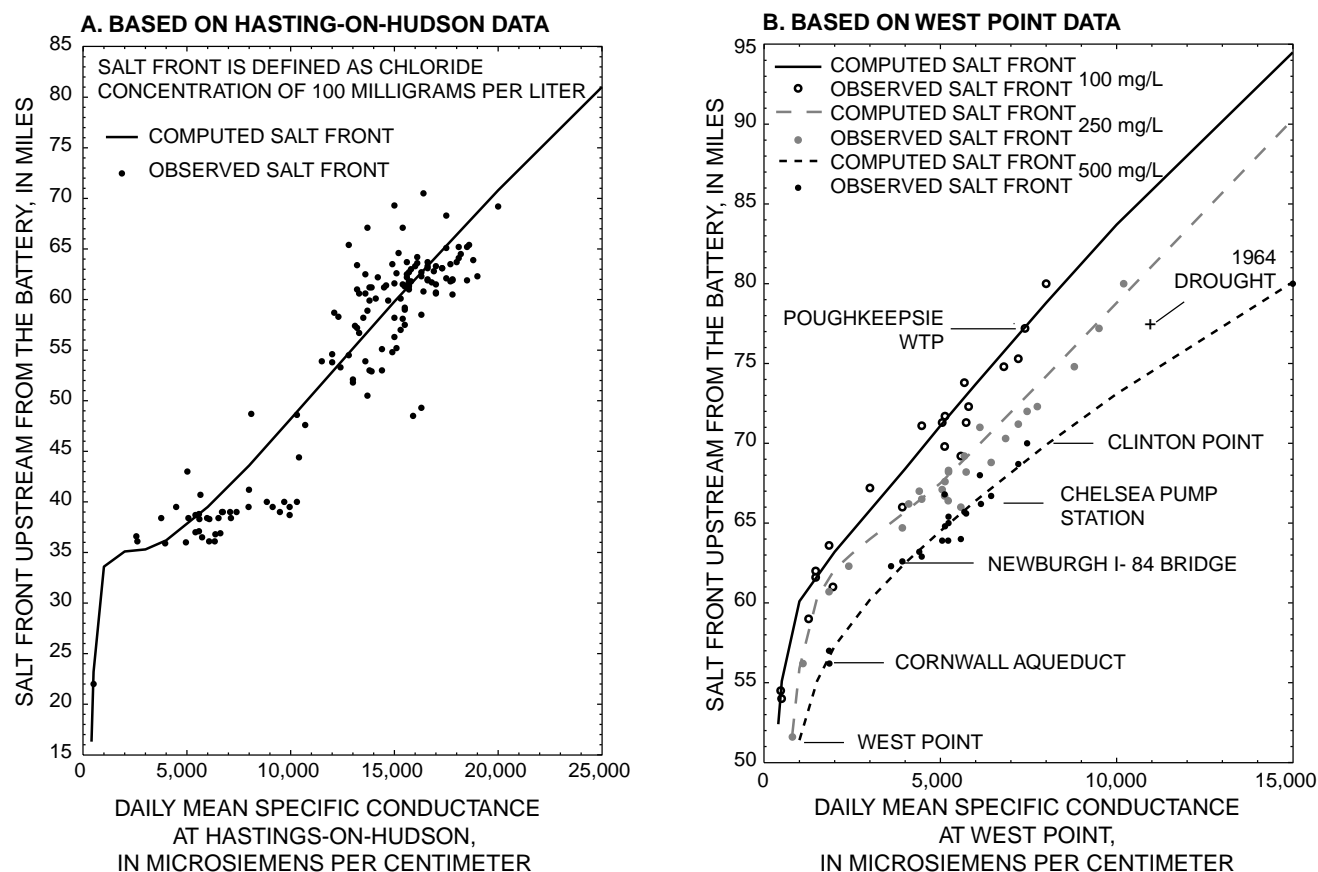 A. BASED ON HASTING-ON-HUDSON DATA
SALT FRONT IS DEFINED AS CHLORIDE
CONCENTRATION OF 100 MILLIGRAMS PER LITER
COMPUTED SALT FRONT
OBSERVED SALT FRONT
SALT FRONT UPSTREAM FROM THE BATTERY, IN MILES
85
80
75
70
65
60
55
50
45
40
35
30
25
20
15
0 5,000 10,000 15,000 20,000 25,000
DAILY MEAN SPECIFIC CONDUCTANCE
AT HASTINGS-ON-HUDSON,
IN MICROSIEMENS PER CENTIMETER
B. BASED ON WEST POINT DATA
COMPUTED SALT FRONT
OBSERVED SALT FRONT
100 mg/L
COMPUTED SALT FRONT
OBSERVED SALT FRONT
250 mg/L
COMPUTED SALT FRONT
OBSERVED SALT FRONT
500 mg/L
1964
DROUGHT
POUGHKEEPSIE
WTP
CLINTON POINT
CHELSEA PUMP
STATION
NEWBURGH I- 84 BRIDGE
CORNWALL AQUEDUCT
WEST POINT
SALT FRONT UPSTREAM FROM THE BATTERY, IN MILES
95
90
85
80
75
70
65
60
55
50
0 5,000 10,000 15,000
DAILY MEAN SPECIFIC CONDUCTANCE
AT WEST POINT,
IN MICROSIEMENS PER CENTIMETER